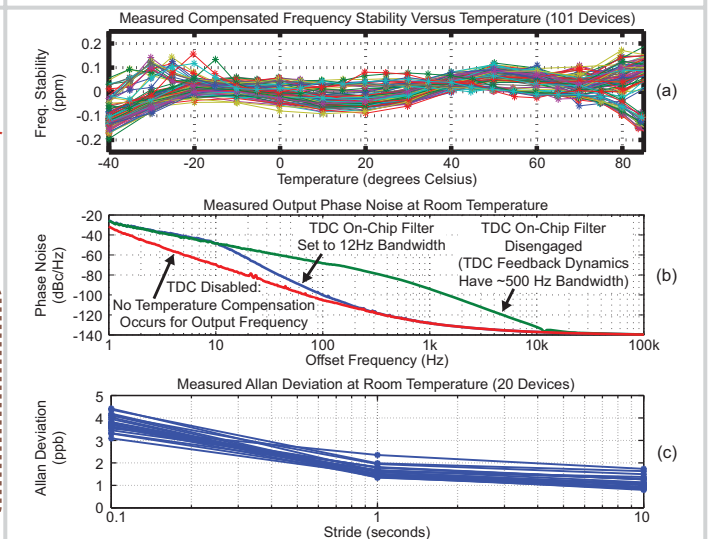 Measured Compensated Frequency Stability Versus Temperature (101 Devices)
Freq. Stability
(ppm)
0.2
0.1
0
-0.1
-0.2
-40
-20
0
20
40
60
80
Temperature (degrees Celsius)
(a)
Measured Output Phase Noise at Room Temperature
Phase Noise
(dBc/Hz)
-20
-40
-60
-80
-100
-120
-140
TDC On-Chip Filter
Set to 12Hz Bandwidth
TDC On-Chip Filter
Disengaged
(TDC Feedback Dynamics
Have ~500 Hz Bandwidth)
TDC Disabled:
No Temperature Compensation
Occurs for Output Frequency
1
10
100
1k
10k
100k
Offset Frequency (Hz)
(b)
Measured Allan Deviation at Room Temperature (20 Devices)
Allan Deviation
(ppb)
5
4
3
2
1
0
0.1
1
10
Stride (seconds)
(c)